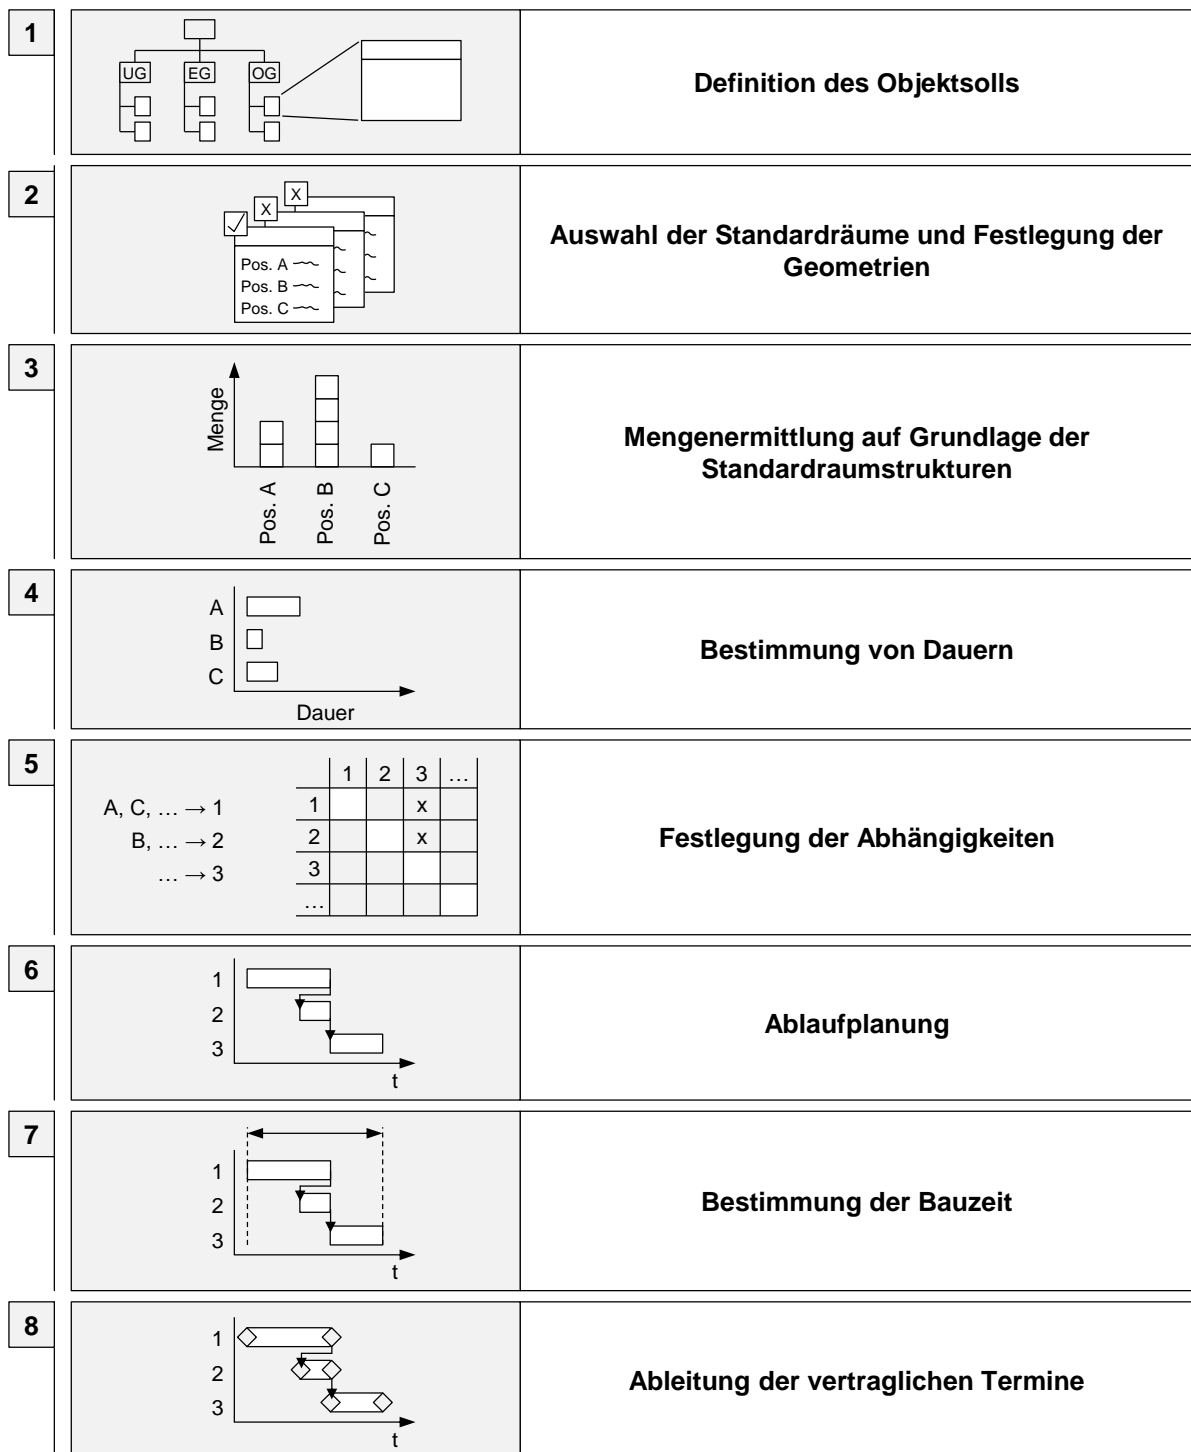 1
UG EG OG
Definition des Objektsolls
2
X
X
Pos. A
Pos. B
Pos. C
Auswahl der Standardräume und Festlegung der
Geometrien
3
Menge
Pos. A
Pos. B
Pos. C
Mengenermittlung auf Grundlage der
Standardraumstrukturen
4
A
B
C
Dauer
Bestimmung von Dauern
5
A, C, … → 1
B, … → 2
… → 3
1 2 3 …
1 x
2 x
3
…
Festlegung der Abhängigkeiten
6
1
2
3
t
Ablaufplanung
7
1
2
3
t
Bestimmung der Bauzeit
8
1
2
3
t
Ableitung der vertraglichen Termine